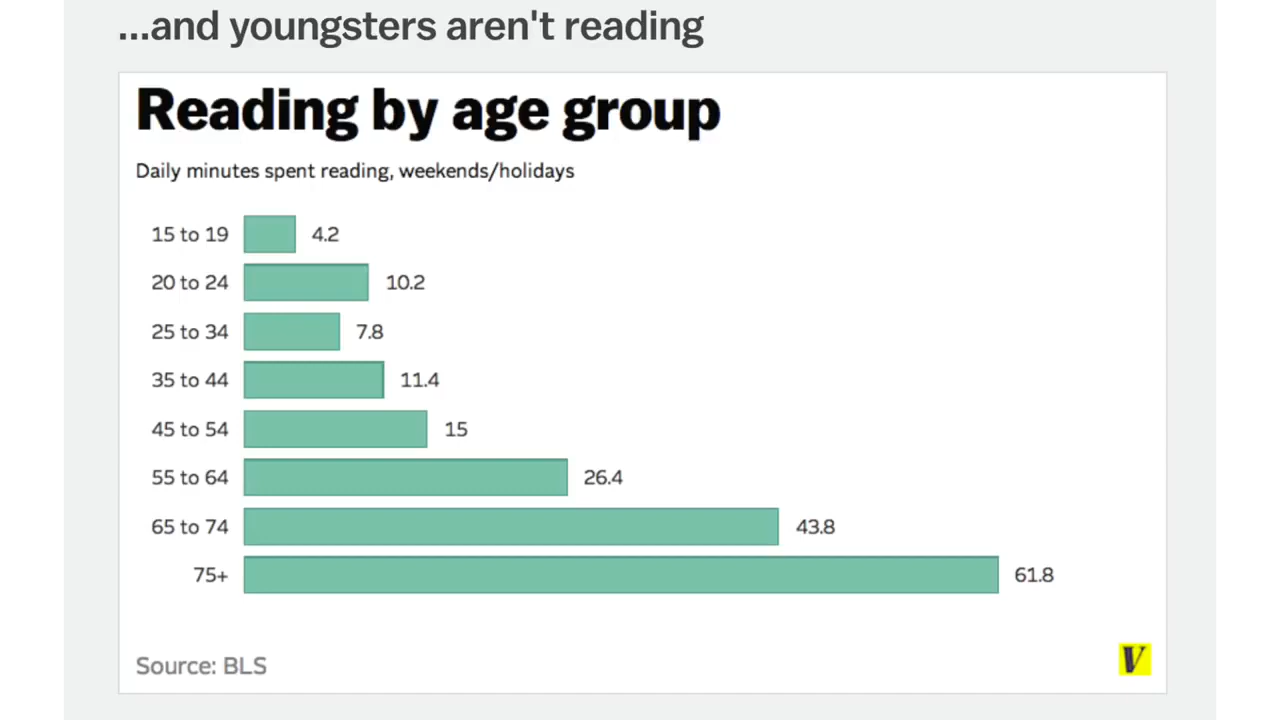 ...and youngsters aren't reading
Reading by age group
Daily minutes spent reading, weekends/holidays
15 to 19 4.2
20 to 24 10.2
25 to 34 7.8
35 to 44 11.4
45 to 54 15
55 to 64 26.4
65 to 74 43.8
75+ 61.8
Source: BLS
V